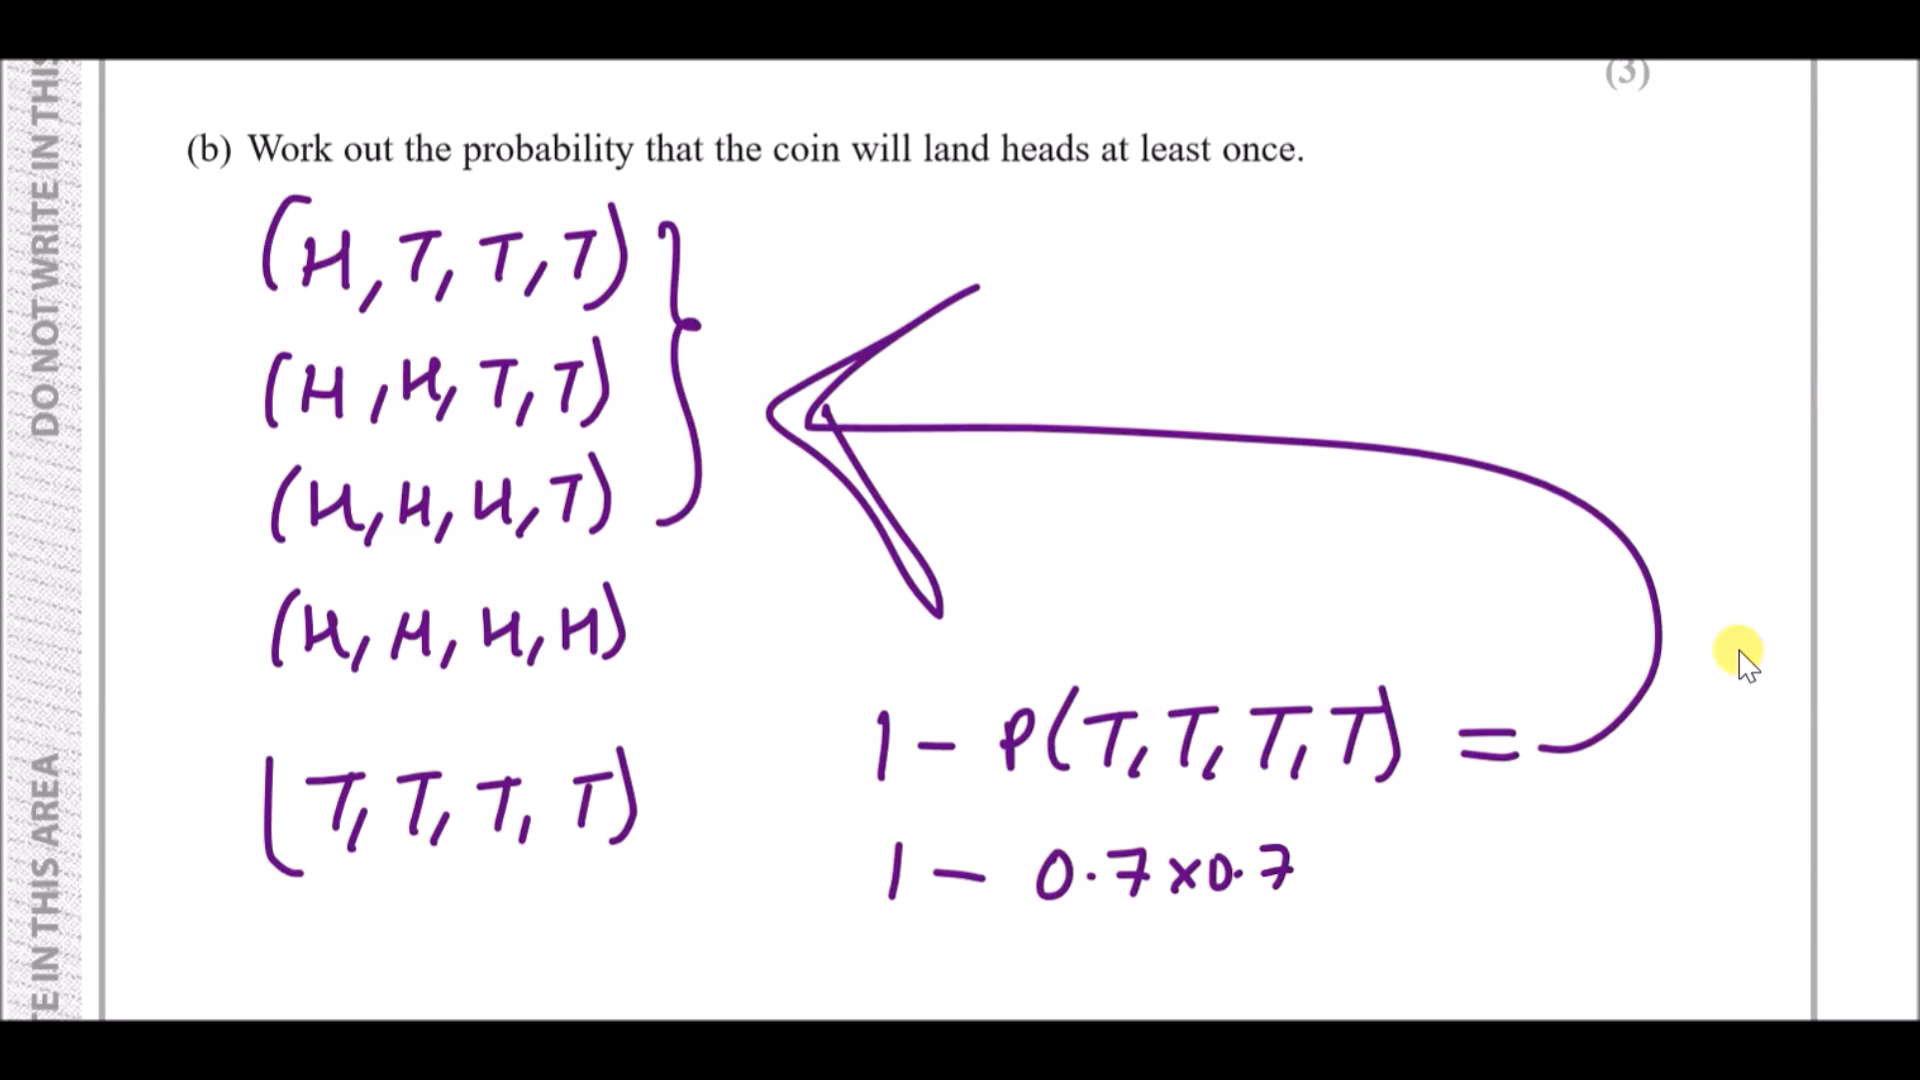 (3)
(b) Work out the probability that the coin will land heads at least once.
(H, T, T, T)
(H, H, T, T)
(H, H, H, T)
(H, H, H, H)
(T, T, T, T)
1 - P(T, T, T, T) =
1 - 0.7 x 0.7
DO NOT WRITE IN THIS
TE IN THIS AREA